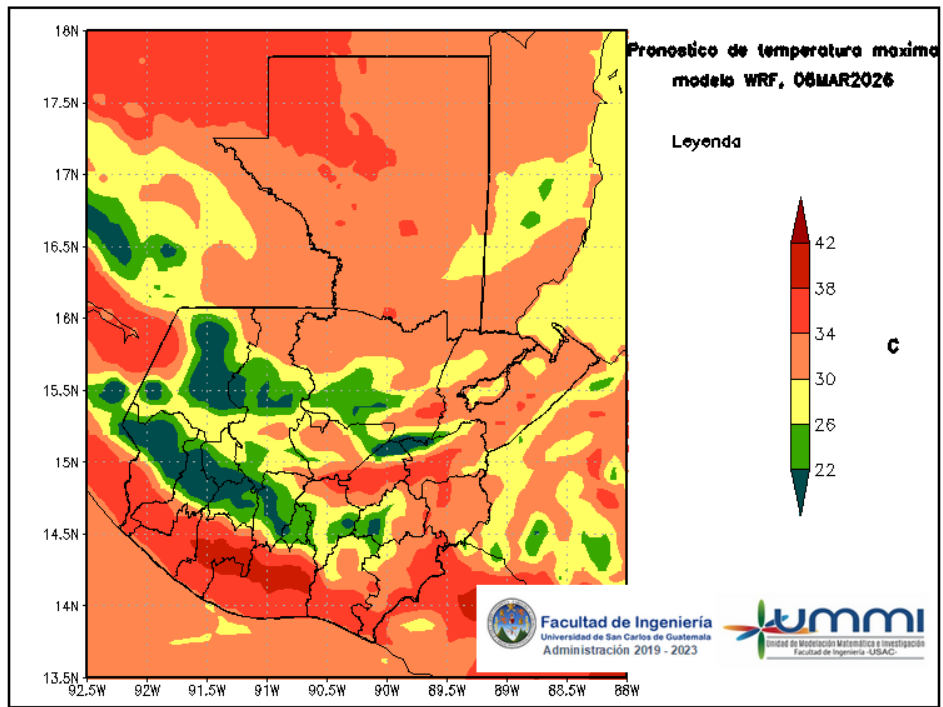 Pronostico de temperatura maxima
modelo WRF, 06MAR2026
Leyenda
42
38
34
30
26
22
C
18N
17.5N
17N
16.5N
16N
15.5N
15N
14.5N
14N
13.5N
92.5W
92W
91.5W
91W
90.5W
90W
89.5W
89W
88.5W
88W
Facultad de Ingeniería
Universidad de San Carlos de Guatemala
Administración 2019 - 2023
UMMI
Unidad de Modelación Matemática e Investigación
Facultad de Ingeniería -USAC-